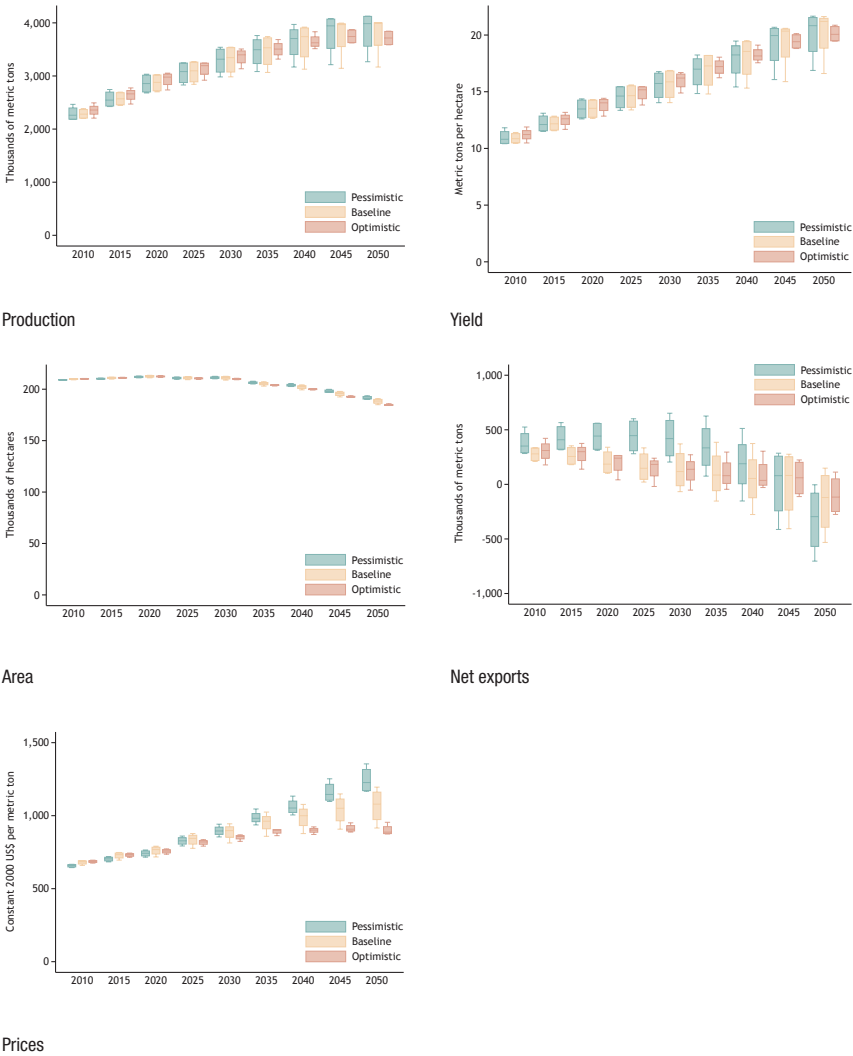 Thousands of metric tons
4,000
3,000
2,000
1,000
0
Pessimistic
Baseline
Optimistic
2010 2015 2020 2025 2030 2035 2040 2045 2050
Production
Metric tons per hectare
20
15
10
5
0
Pessimistic
Baseline
Optimistic
2010 2015 2020 2025 2030 2035 2040 2045 2050
Yield
Thousands of hectares
200
150
100
50
0
Pessimistic
Baseline
Optimistic
2010 2015 2020 2025 2030 2035 2040 2045 2050
Area
Thousands of metric tons
1,000
500
0
-500
-1,000
Pessimistic
Baseline
Optimistic
2010 2015 2020 2025 2030 2035 2040 2045 2050
Net exports
Constant 2000 US$ per metric ton
1,500
1,000
500
0
Pessimistic
Baseline
Optimistic
2010 2015 2020 2025 2030 2035 2040 2045 2050
Prices